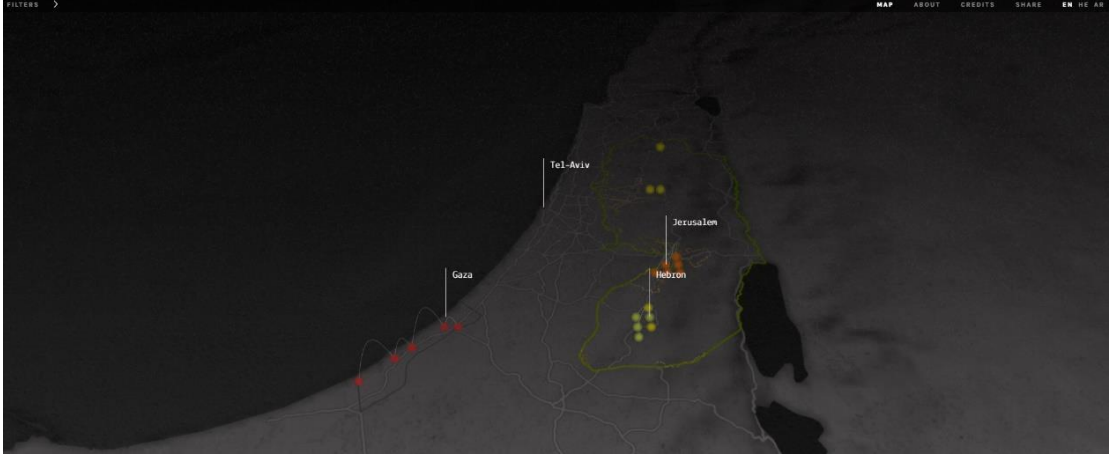 FILTERS >
MAP ABOUT CREDITS SHARE EN HE AR
Tel-Aviv
Jerusalem
Gaza
Hebron